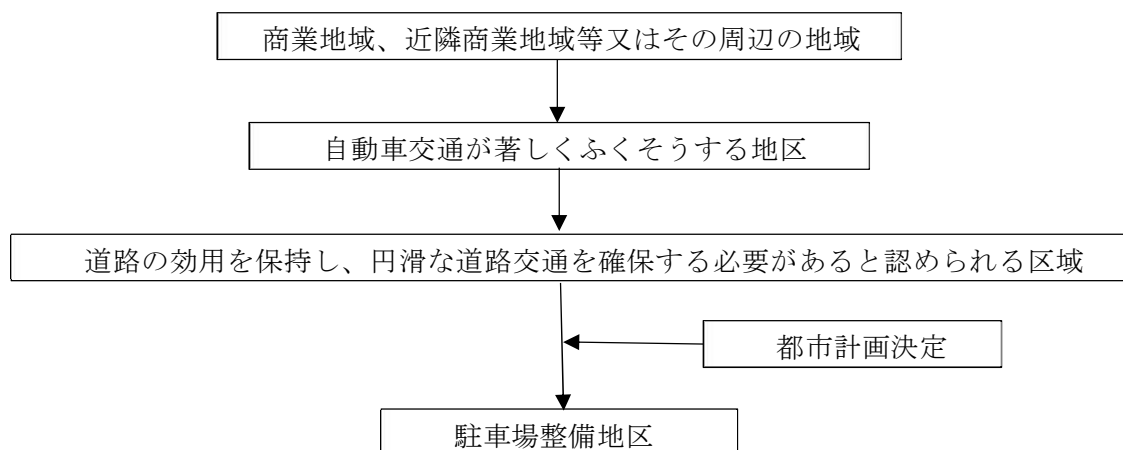 商業地域、近隣商業地域等又はその周辺の地域
自動車交通が著しくふくそうする地区
道路の効用を保持し、円滑な道路交通を確保する必要があると認められる区域
都市計画決定
駐車場整備地区